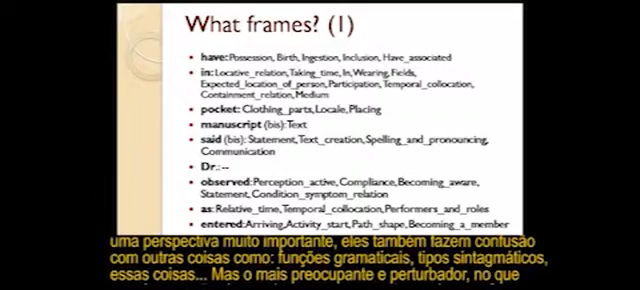 What frames? (1)
have: Possession, Birth, Ingestion, Inclusion, Have_associated
in: Locative_relation, Taking_time, In, Wearing, Fields,
Expected_location_of_person, Participation, Temporal_collocation,
Containment_relation, Medium
pocket: Clothing_parts, Locale, Placing
manuscript (bis): Text
said (bis): Statement, Text_creation, Spelling_and_pronouncing,
Communication
Dr.: --
observed: Perception_active, Compliance, Becoming_aware,
Statement, Condition_symptom_relation
as: Relative_time, Temporal_collocation, Performers_and_roles
entered: Arriving, Activity_start, Path_shape, Becoming_a_member
uma perspectiva muito importante, eles também fazem confusão
com outras coisas como: funções gramaticais, tipos sintagmáticos,
essas coisas... Mas o mais preocupante e perturbador, no que